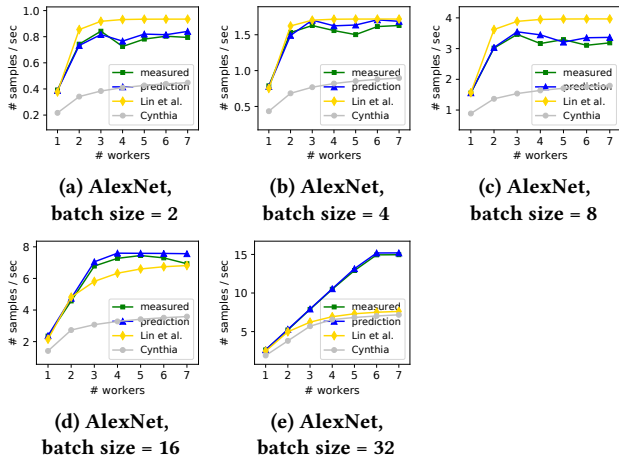 # samples / sec
1.0
0.8
0.6
0.4
0.2
measured
prediction
Lin et al.
Cynthia
1 2 3 4 5 6 7
# workers
(a) AlexNet,
batch size = 2
# samples / sec
1.5
1.0
0.5
measured
prediction
Lin et al.
Cynthia
1 2 3 4 5 6 7
# workers
(b) AlexNet,
batch size = 4
# samples / sec
4
3
2
1
measured
prediction
Lin et al.
Cynthia
1 2 3 4 5 6 7
# workers
(c) AlexNet,
batch size = 8
# samples / sec
8
6
4
2
measured
prediction
Lin et al.
Cynthia
1 2 3 4 5 6 7
# workers
(d) AlexNet,
batch size = 16
# samples / sec
15
10
5
measured
prediction
Lin et al.
Cynthia
1 2 3 4 5 6 7
# workers
(e) AlexNet,
batch size = 32